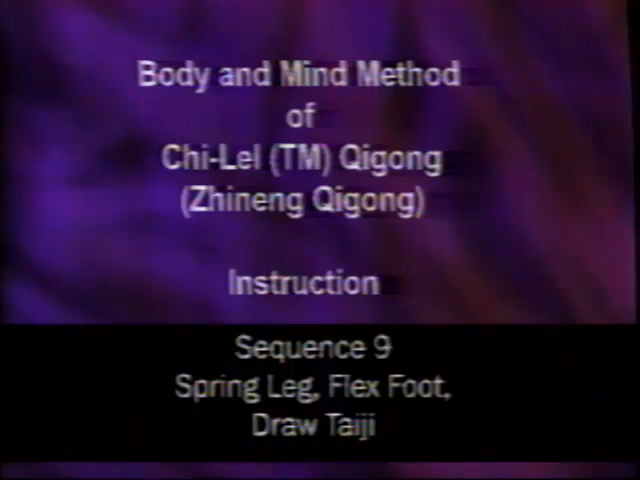 Body and Mind Method
of
Chi-Lel (TM) Qigong
(Zhineng Qigong)
Instruction
Sequence 9
Spring Leg, Flex Foot,
Draw Taiji